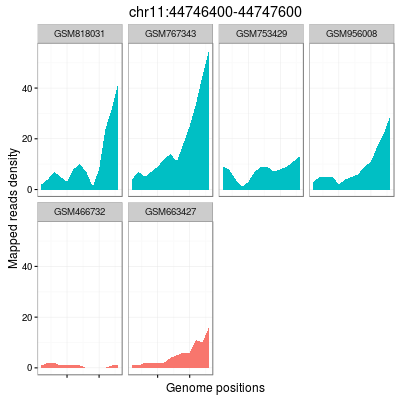 chr11:44746400-44747600
GSM818031 GSM767343 GSM753429 GSM956008
40
20
0
GSM466732 GSM663427
40
20
0
Mapped reads density
Genome positions